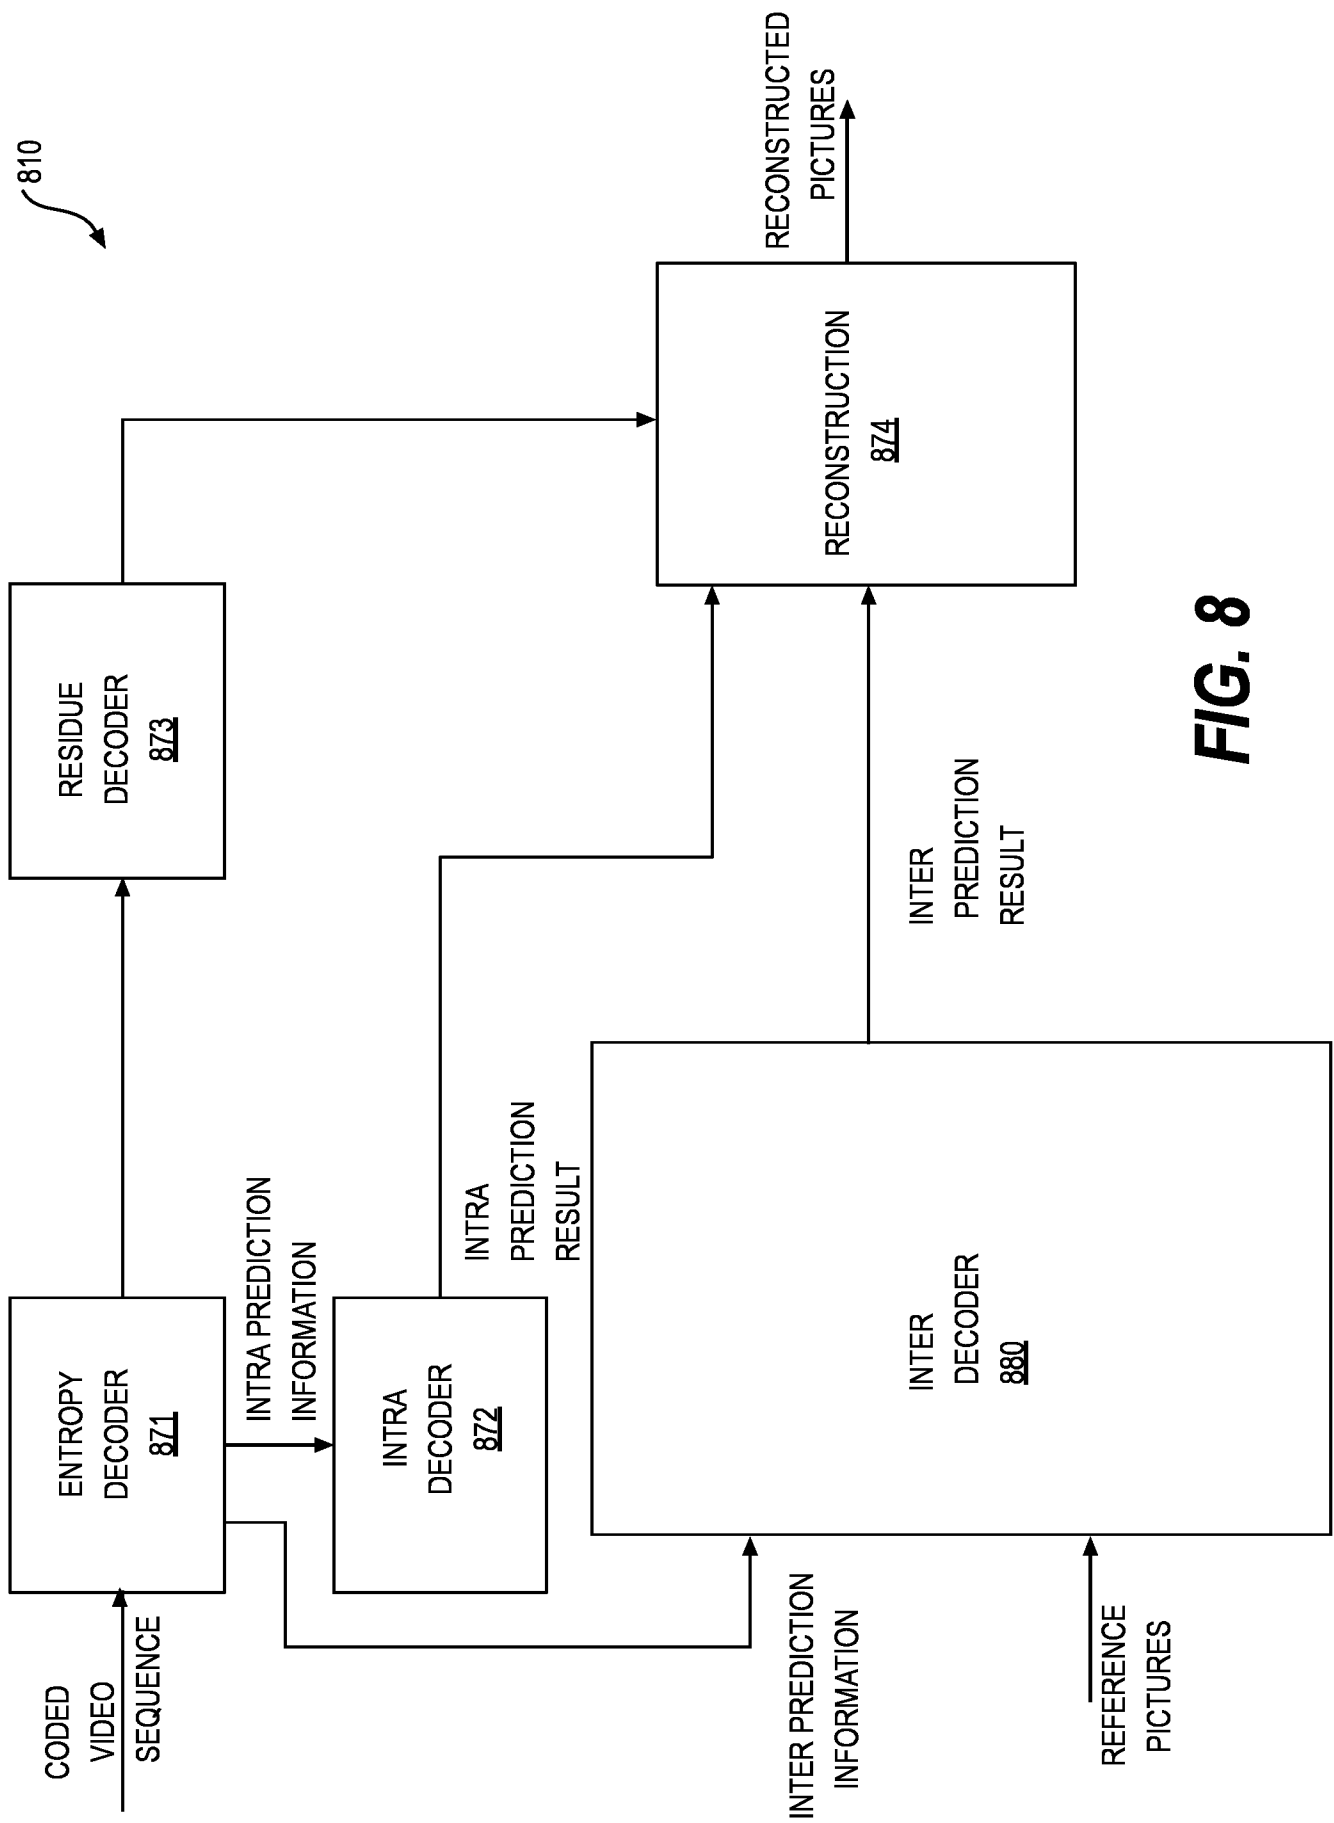 810
CODED
VIDEO
SEQUENCE
ENTROPY
DECODER
871
RESIDUE
DECODER
873
INTRA PREDICTION
INFORMATION
INTRA
DECODER
872
INTRA
PREDICTION
RESULT
RECONSTRUCTION
874
RECONSTRUCTED
PICTURES
INTER PREDICTION
INFORMATION
INTER
DECODER
880
INTER
PREDICTION
RESULT
REFERENCE
PICTURES
FIG. 8